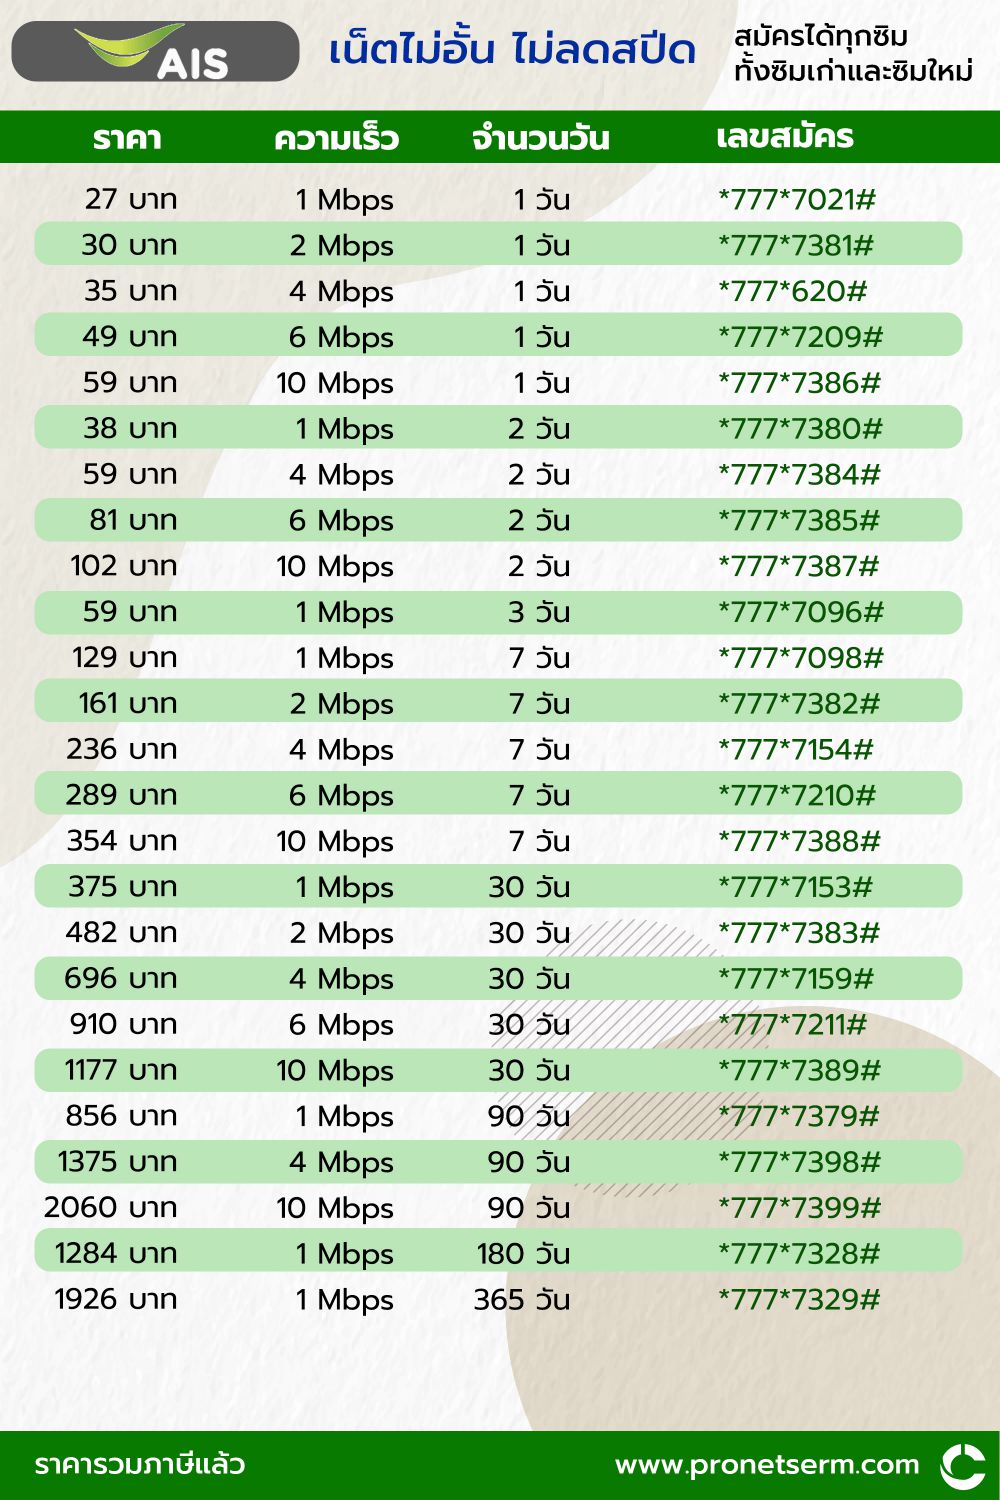 AIS
เน็ตไม่อั้น ไม่ลดสปีด
สมัครได้ทุกซิม
ทั้งซิมเก่าและซิมใหม่
ราคา ความเร็ว จำนวนวัน เลขสมัคร
27 บาท 1 Mbps 1 วัน *777*7021#
30 บาท 2 Mbps 1 วัน *777*7381#
35 บาท 4 Mbps 1 วัน *777*620#
49 บาท 6 Mbps 1 วัน *777*7209#
59 บาท 10 Mbps 1 วัน *777*7386#
38 บาท 1 Mbps 2 วัน *777*7380#
59 บาท 4 Mbps 2 วัน *777*7384#
81 บาท 6 Mbps 2 วัน *777*7385#
102 บาท 10 Mbps 2 วัน *777*7387#
59 บาท 1 Mbps 3 วัน *777*7096#
129 บาท 1 Mbps 7 วัน *777*7098#
161 บาท 2 Mbps 7 วัน *777*7382#
236 บาท 4 Mbps 7 วัน *777*7154#
289 บาท 6 Mbps 7 วัน *777*7210#
354 บาท 10 Mbps 7 วัน *777*7388#
375 บาท 1 Mbps 30 วัน *777*7153#
482 บาท 2 Mbps 30 วัน *777*7383#
696 บาท 4 Mbps 30 วัน *777*7159#
910 บาท 6 Mbps 30 วัน *777*7211#
1177 บาท 10 Mbps 30 วัน *777*7389#
856 บาท 1 Mbps 90 วัน *777*7379#
1375 บาท 4 Mbps 90 วัน *777*7398#
2060 บาท 10 Mbps 90 วัน *777*7399#
1284 บาท 1 Mbps 180 วัน *777*7328#
1926 บาท 1 Mbps 365 วัน *777*7329#
ราคารวมภาษีแล้ว www.pronetserm.com